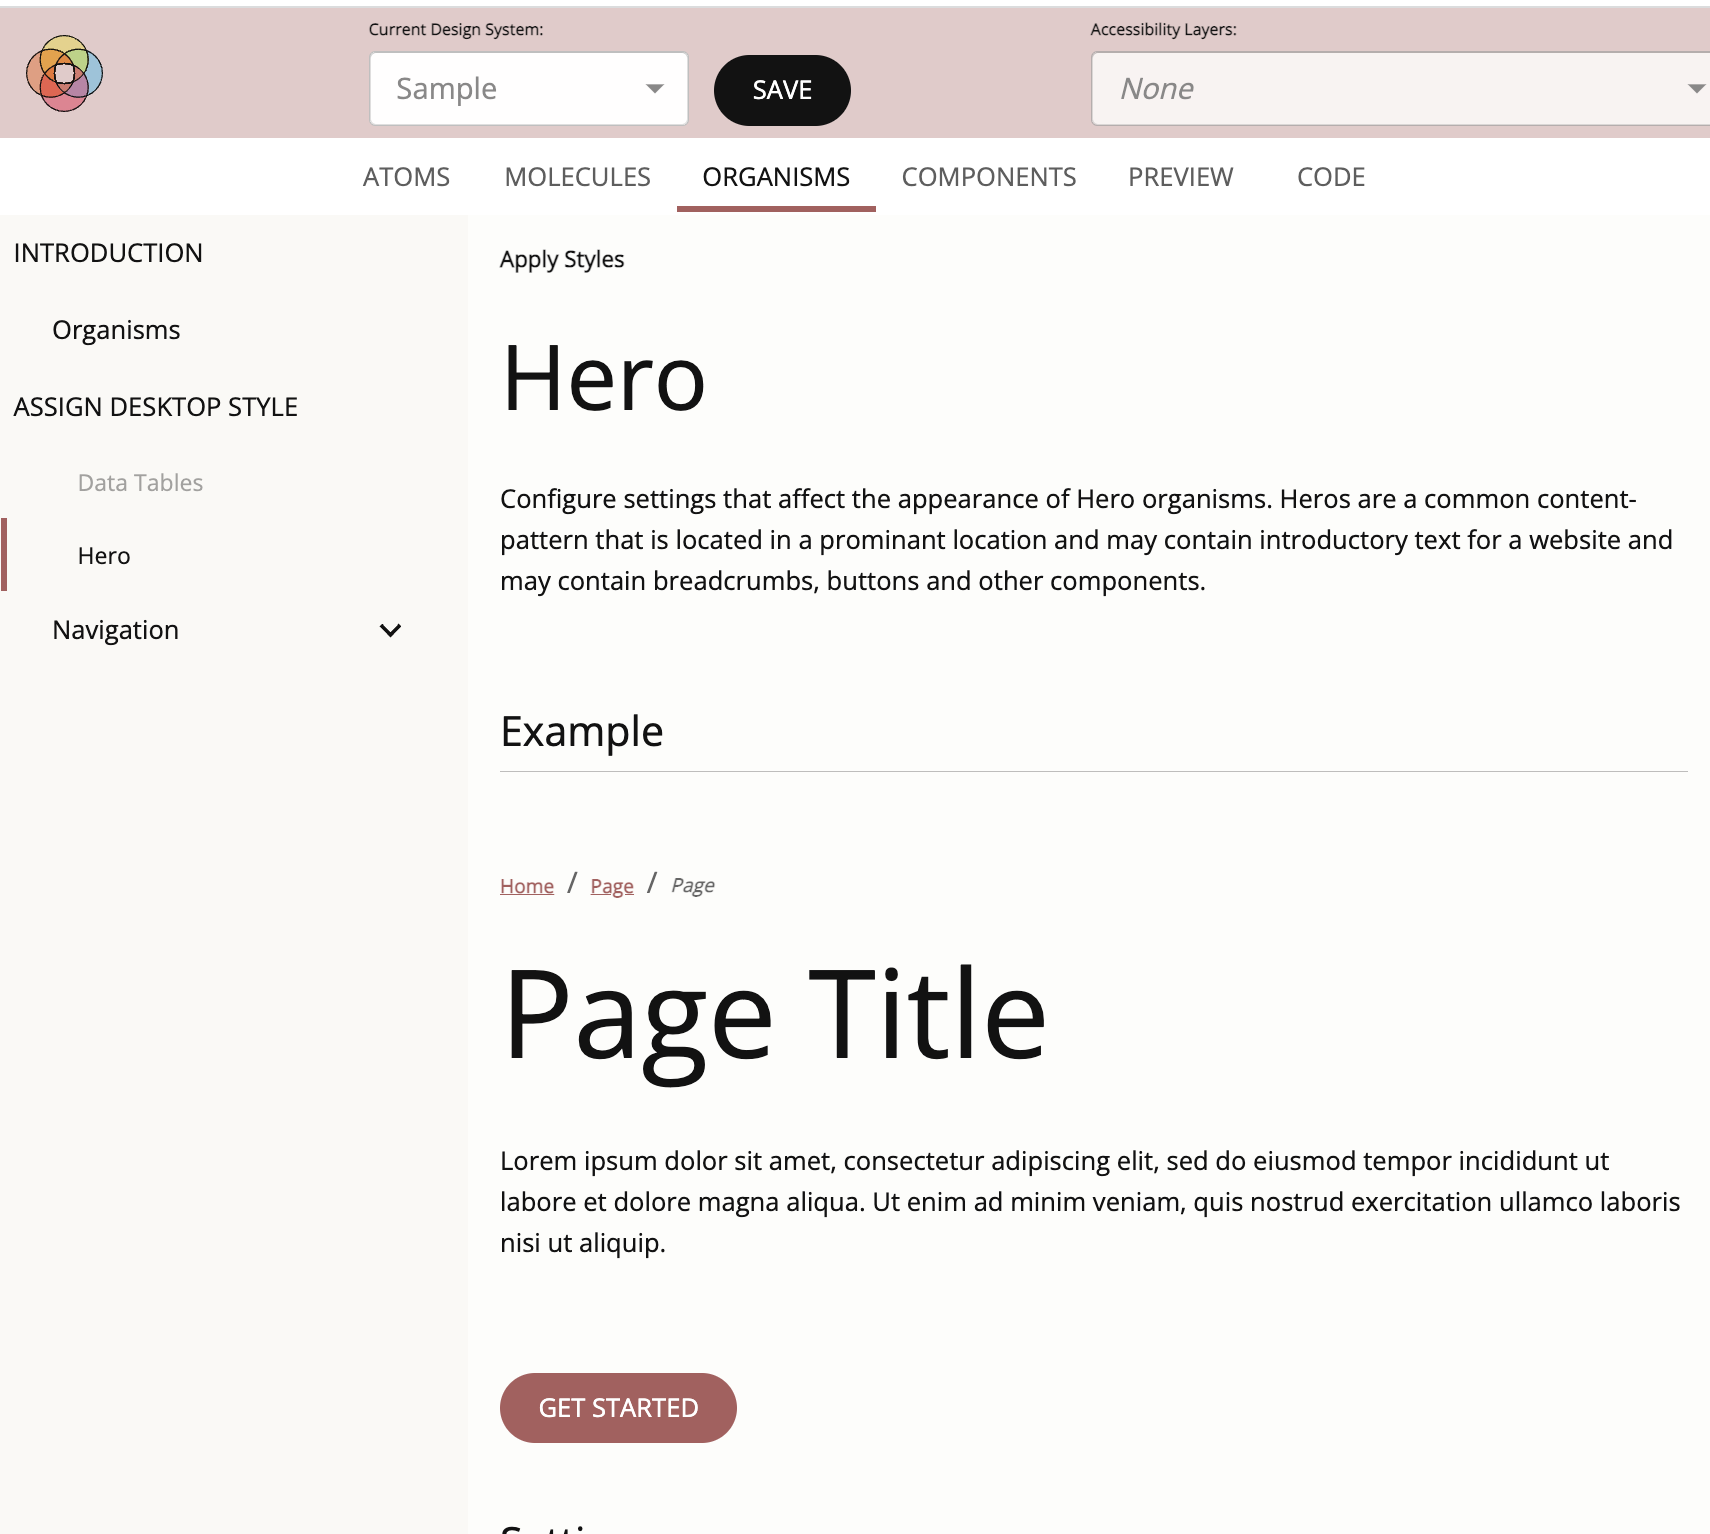 Current Design System:
Accessibility Layers:
Sample
SAVE
None
ATOMS
MOLECULES
ORGANISMS
COMPONENTS
PREVIEW
CODE
INTRODUCTION
Organisms
ASSIGN DESKTOP STYLE
Data Tables
Hero
Navigation
Apply Styles
Hero
Configure settings that affect the appearance of Hero organisms. Heros are a common content-
pattern that is located in a prominant location and may contain introductory text for a website and
may contain breadcrumbs, buttons and other components.
Example
Home / Page / Page
Page Title
Lorem ipsum dolor sit amet, consectetur adipiscing elit, sed do eiusmod tempor incididunt ut
labore et dolore magna aliqua. Ut enim ad minim veniam, quis nostrud exercitation ullamco laboris
nisi ut aliquip.
GET STARTED